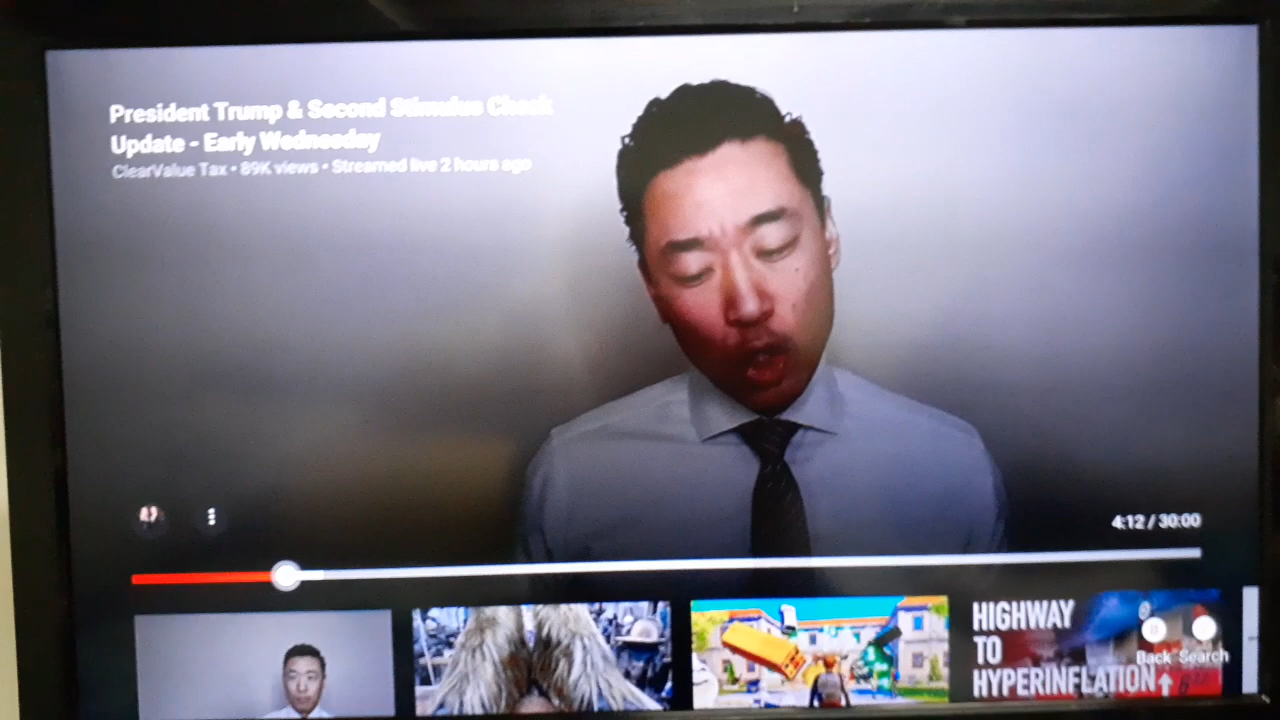 President Trump & Second Stimulus Check
Update - Early Wednesday
ClearValue Tax • 89K views • Streamed live 2 hours ago
4:12 / 30:00
HIGHWAY
TO
HYPERINFLATION
Back Search